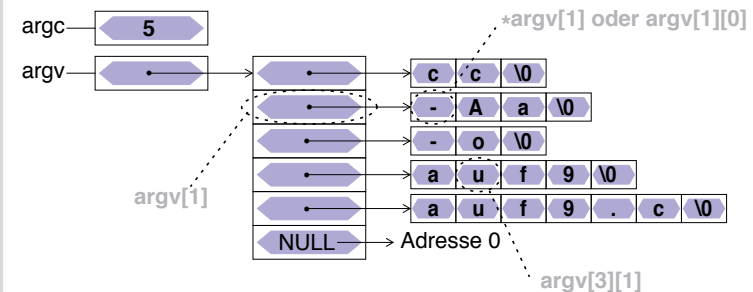 *argv[1] oder argv[1][0]
argc 5
argv
c c \0
- A a \0
- o \0
argv[1]
a u f 9 \0
a u f 9 . c \0
NULL Adresse 0
argv[3][1]